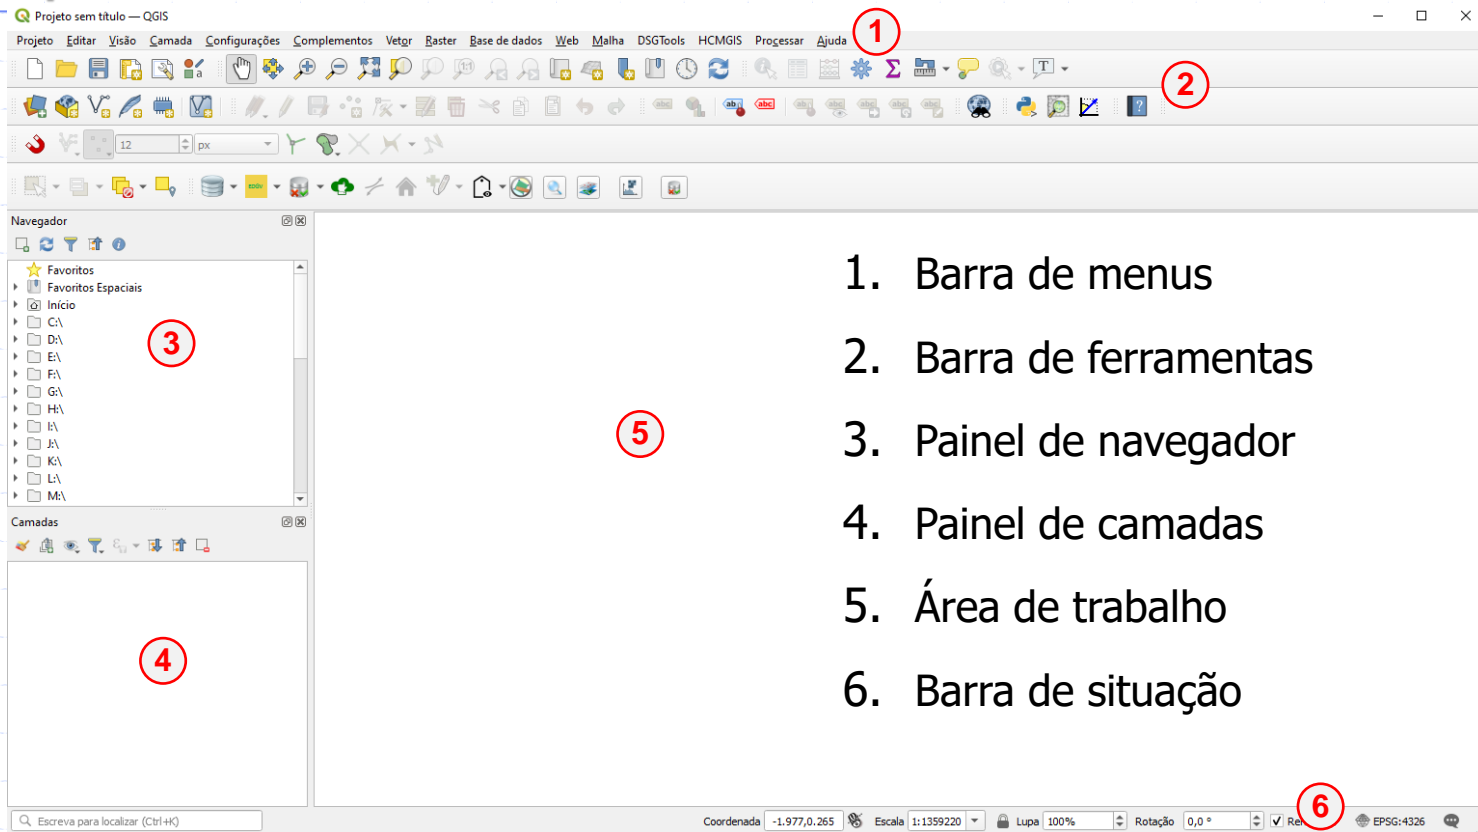 Projeto sem título — QGIS
Projeto Editar Visão Camada Configurações Complementos Vetor Raster Base de dados Web Malha DSGTools HCMGIS Processar Ajuda
1
2
12 px
Navegador
Favoritos
Favoritos Espaciais
Início
C:\
D:\
E:\
F:\
G:\
H:\
I:\
J:\
K:\
L:\
M:\
3
Camadas
4
5
1. Barra de menus
2. Barra de ferramentas
3. Painel de navegador
4. Painel de camadas
5. Área de trabalho
6. Barra de situação
6
Escreva para localizar (Ctrl+K)
Coordenada -1.977,0.265 Escala 1:1359220 Lupa 100% Rotação 0,0 ° EPSG:4326